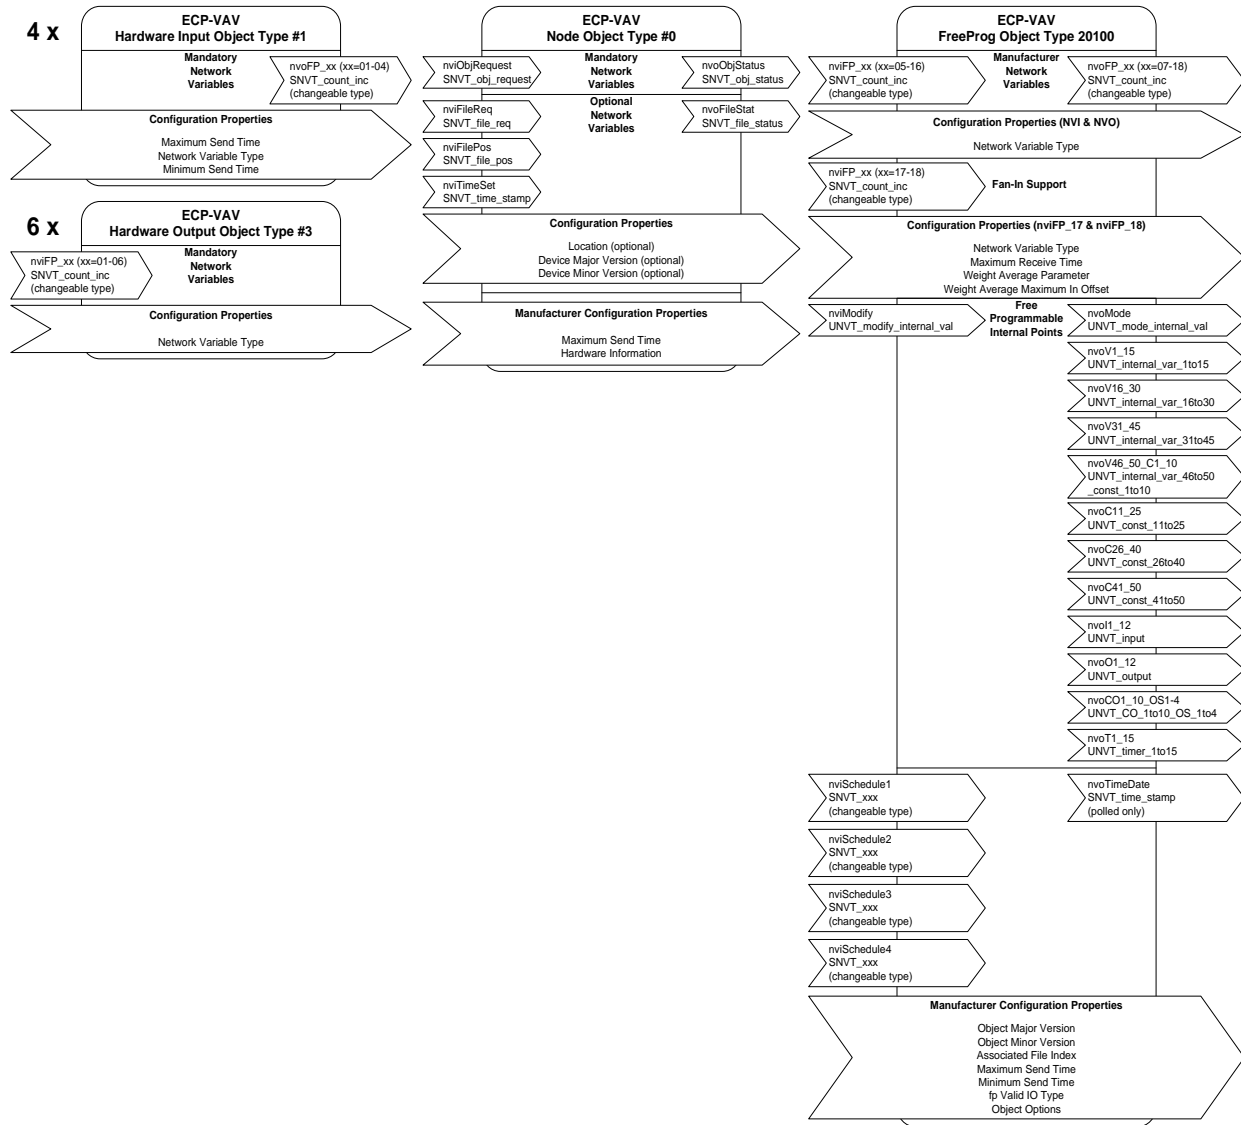 4 x
ECP-VAV
Hardware Input Object Type #1
Mandatory
Network
Variables
nvoFP_xx (xx=01-04)
SNVT_count_inc
(changeable type)
Configuration Properties
Maximum Send Time
Network Variable Type
Minimum Send Time
6 x
ECP-VAV
Hardware Output Object Type #3
Mandatory
Network
Variables
nviFP_xx (xx=01-06)
SNVT_count_inc
(changeable type)
Configuration Properties
Network Variable Type
ECP-VAV
Node Object Type #0
nviObjRequest
SNVT_obj_request
Mandatory
Network
Variables
nvoObjStatus
SNVT_obj_status
nviFileReq
SNVT_file_req
Optional
Network
Variables
nvoFileStat
SNVT_file_status
nviFilePos
SNVT_file_pos
nviTimeSet
SNVT_time_stamp
Configuration Properties
Location (optional)
Device Major Version (optional)
Device Minor Version (optional)
Manufacturer Configuration Properties
Maximum Send Time
Hardware Information
ECP-VAV
FreeProg Object Type 20100
nviFP_xx (xx=05-16)
SNVT_count_inc
(changeable type)
Manufacturer
Network
Variables
nvoFP_xx (xx=07-18)
SNVT_count_inc
(changeable type)
Configuration Properties (NVI & NVO)
Network Variable Type
nviFP_xx (xx=17-18)
SNVT_count_inc
(changeable type)
Fan-In Support
Configuration Properties (nviFP_17 & nviFP_18)
Network Variable Type
Maximum Receive Time
Weight Average Parameter
Weight Average Maximum In Offset
nviModify
UNVT_modify_internal_val
Free
Programmable
Internal Points
nvoMode
UNVT_mode_internal_val
nvoV1_15
UNVT_internal_var_1to15
nvoV16_30
UNVT_internal_var_16to30
nvoV31_45
UNVT_internal_var_31to45
nvoV46_50_C1_10
UNVT_internal_var_46to50
_const_1to10
nvoC11_25
UNVT_const_11to25
nvoC26_40
UNVT_const_26to40
nvoC41_50
UNVT_const_41to50
nvoI1_12
UNVT_input
nvoO1_12
UNVT_output
nvoCO1_10_OS1-4
UNVT_CO_1to10_OS_1to4
nvoT1_15
UNVT_timer_1to15
nviSchedule1
SNVT_xxx
(changeable type)
nvoTimeDate
SNVT_time_stamp
(polled only)
nviSchedule2
SNVT_xxx
(changeable type)
nviSchedule3
SNVT_xxx
(changeable type)
nviSchedule4
SNVT_xxx
(changeable type)
Manufacturer Configuration Properties
Object Major Version
Object Minor Version
Associated File Index
Maximum Send Time
Minimum Send Time
fp Valid IO Type
Object Options